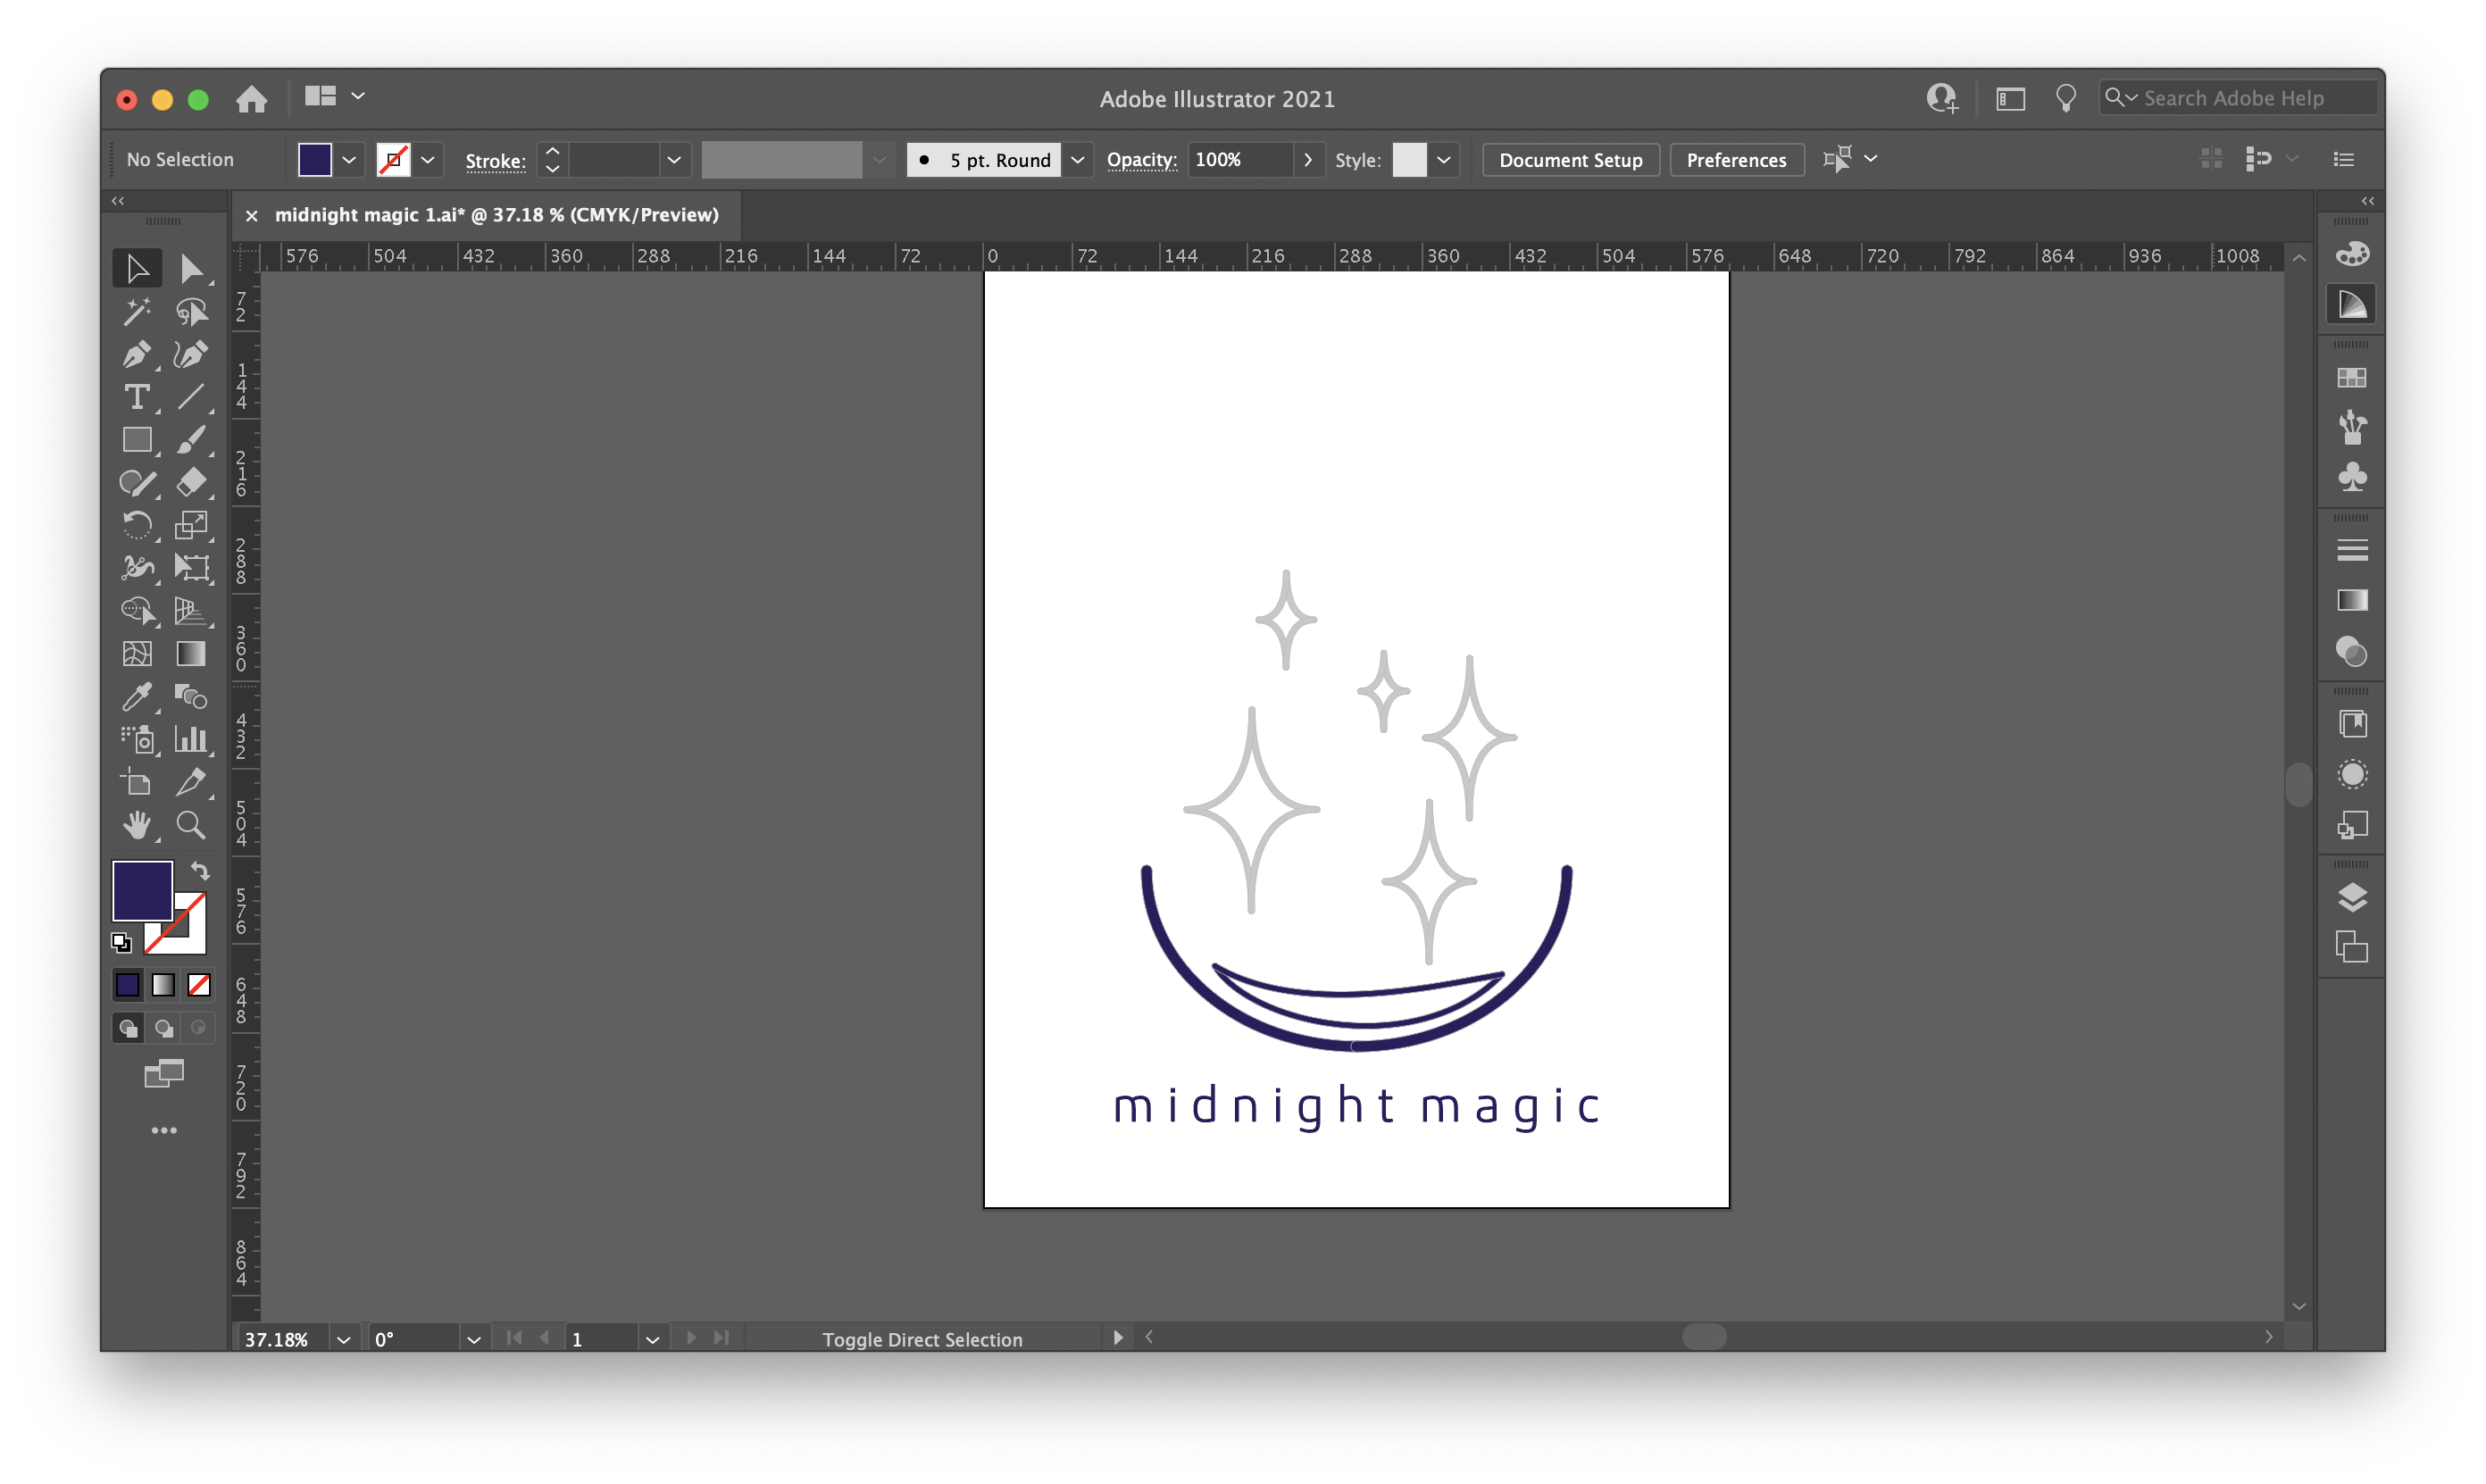 Adobe Illustrator 2021
Search Adobe Help
No Selection
Stroke:
5 pt. Round
Opacity:
100%
Style:
Document Setup
Preferences
midnight magic 1.ai* @ 37.18 % (CMYK/Preview)
576 504 432 360 288 216 144 72 0 72 144 216 288 360 432 504 576 648 720 792 864 936 1008
72
144
216
288
360
432
504
576
648
720
792
864
midnight magic
37.18%
0°
1
Toggle Direct Selection